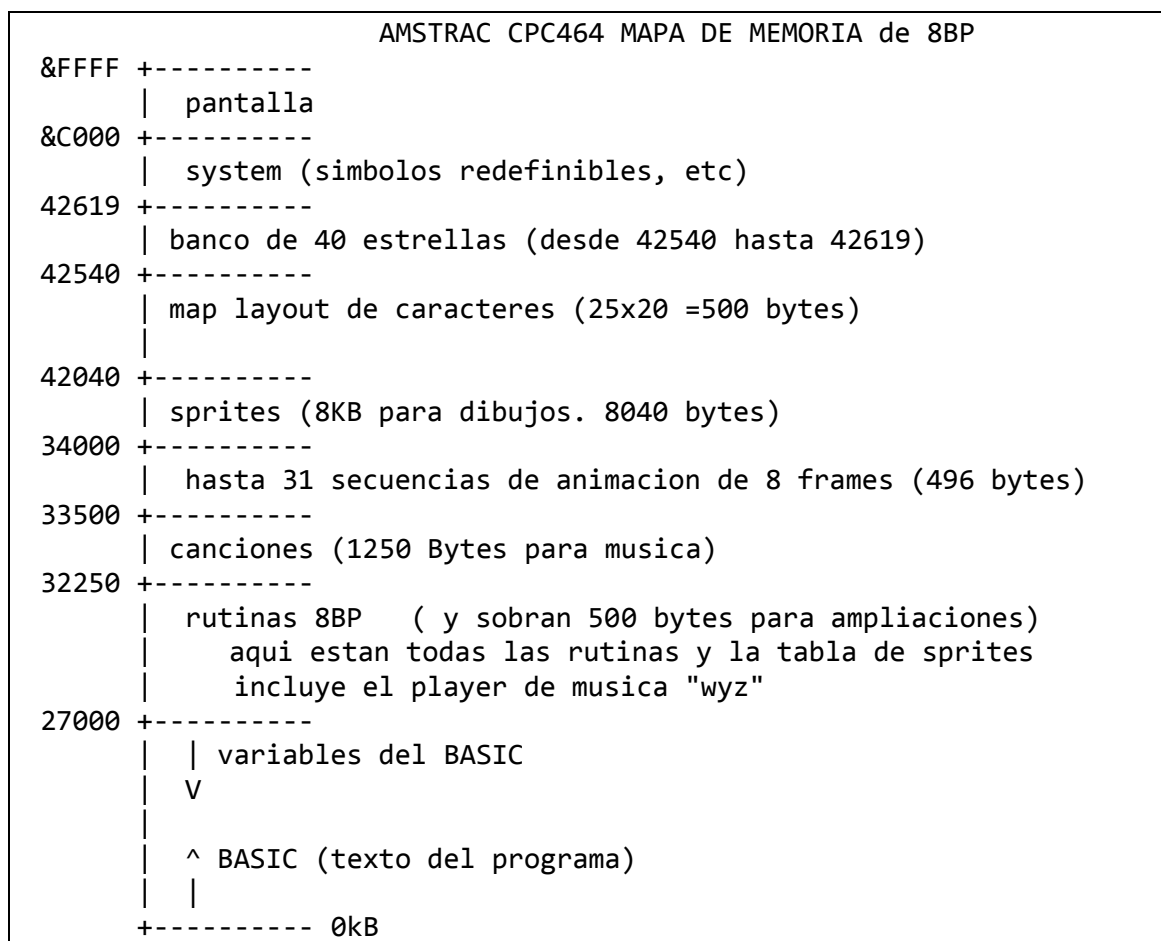 AMSTRAC CPC464 MAPA DE MEMORIA de 8BP
&FFFF +----------
| pantalla
&C000 +----------
| system (simbolos redefinibles, etc)
42619 +----------
| banco de 40 estrellas (desde 42540 hasta 42619)
42540 +----------
| map layout de caracteres (25x20 =500 bytes)
|
42040 +----------
| sprites (8KB para dibujos. 8040 bytes)
34000 +----------
| hasta 31 secuencias de animacion de 8 frames (496 bytes)
33500 +----------
| canciones (1250 Bytes para musica)
32250 +----------
| rutinas 8BP ( y sobran 500 bytes para ampliaciones)
| aqui estan todas las rutinas y la tabla de sprites
| incluye el player de musica "wyz"
27000 +----------
| | variables del BASIC
| V
|
| ^ BASIC (texto del programa)
| |
+---------- 0kB